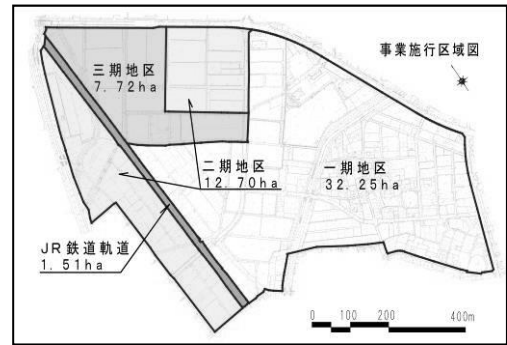 事業施行区域図
三期地区
7.72ha
二期地区
12.70ha
一期地区
32.25ha
JR鉄道軌道
1.51ha
0 100 200 400m